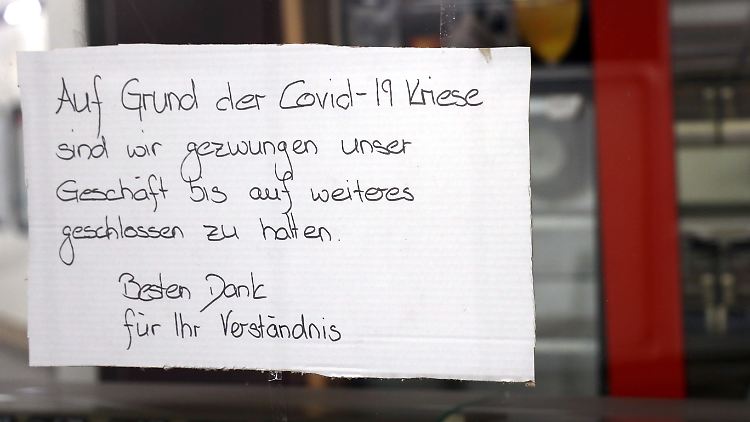 Auf Grund der Covid-19 Kriese
sind wir gezwungen unser
Geschäft bis auf weiteres
geschlossen zu halten.
Besten Dank
für Ihr Verständnis